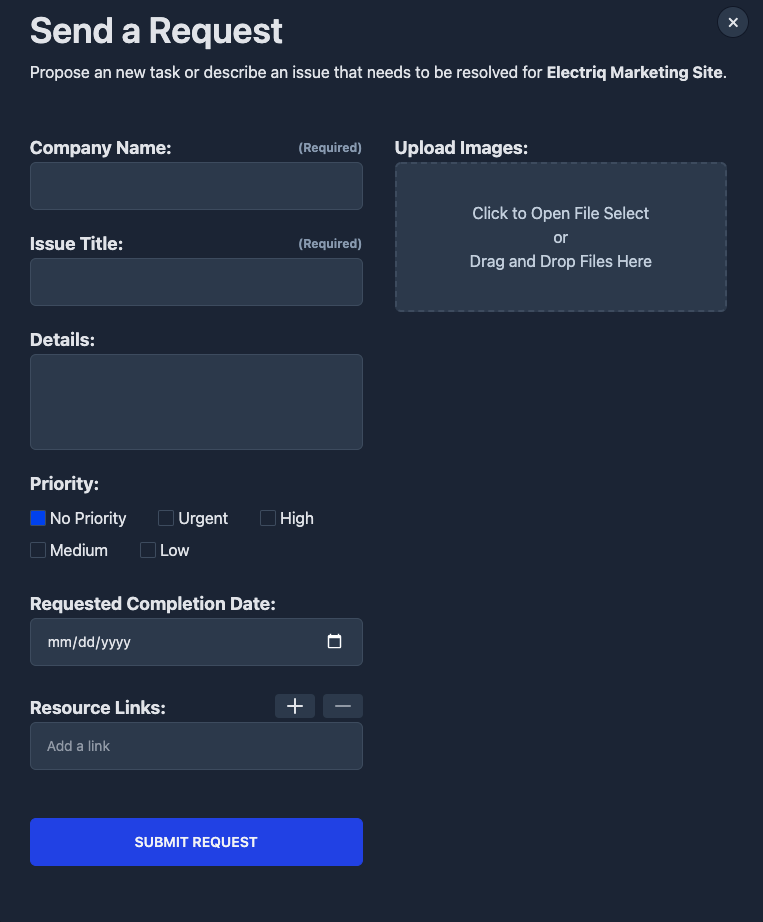 Send a Request
Propose an new task or describe an issue that needs to be resolved for Electriq Marketing Site.
Company Name: (Required)
Issue Title: (Required)
Details:
Priority:
No Priority Urgent High
Medium Low
Requested Completion Date:
mm/dd/yyyy
Resource Links:
Add a link
SUBMIT REQUEST
Upload Images:
Click to Open File Select
or
Drag and Drop Files Here